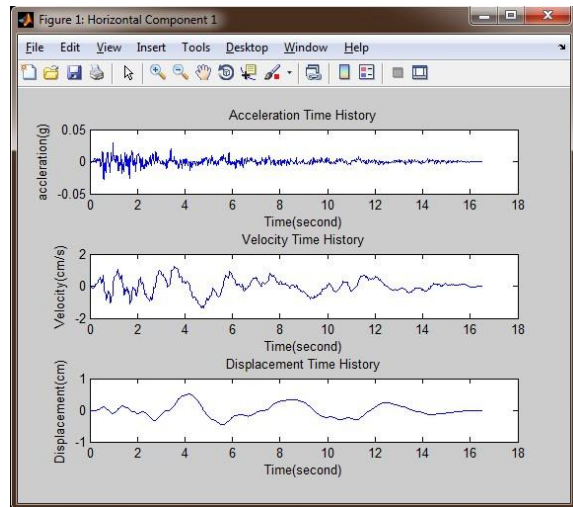 Figure 1: Horizontal Component 1
File Edit View Insert Tools Desktop Window Help
Acceleration Time History
0.05
0
-0.05
accleration(g)
0 2 4 6 8 10 12 14 16 18
Time(second)
Velocity Time History
2
0
-2
Velocity(cm/s)
0 2 4 6 8 10 12 14 16 18
Time(second)
Displacement Time History
1
0
-1
Displacement(cm)
0 2 4 6 8 10 12 14 16 18
Time(second)